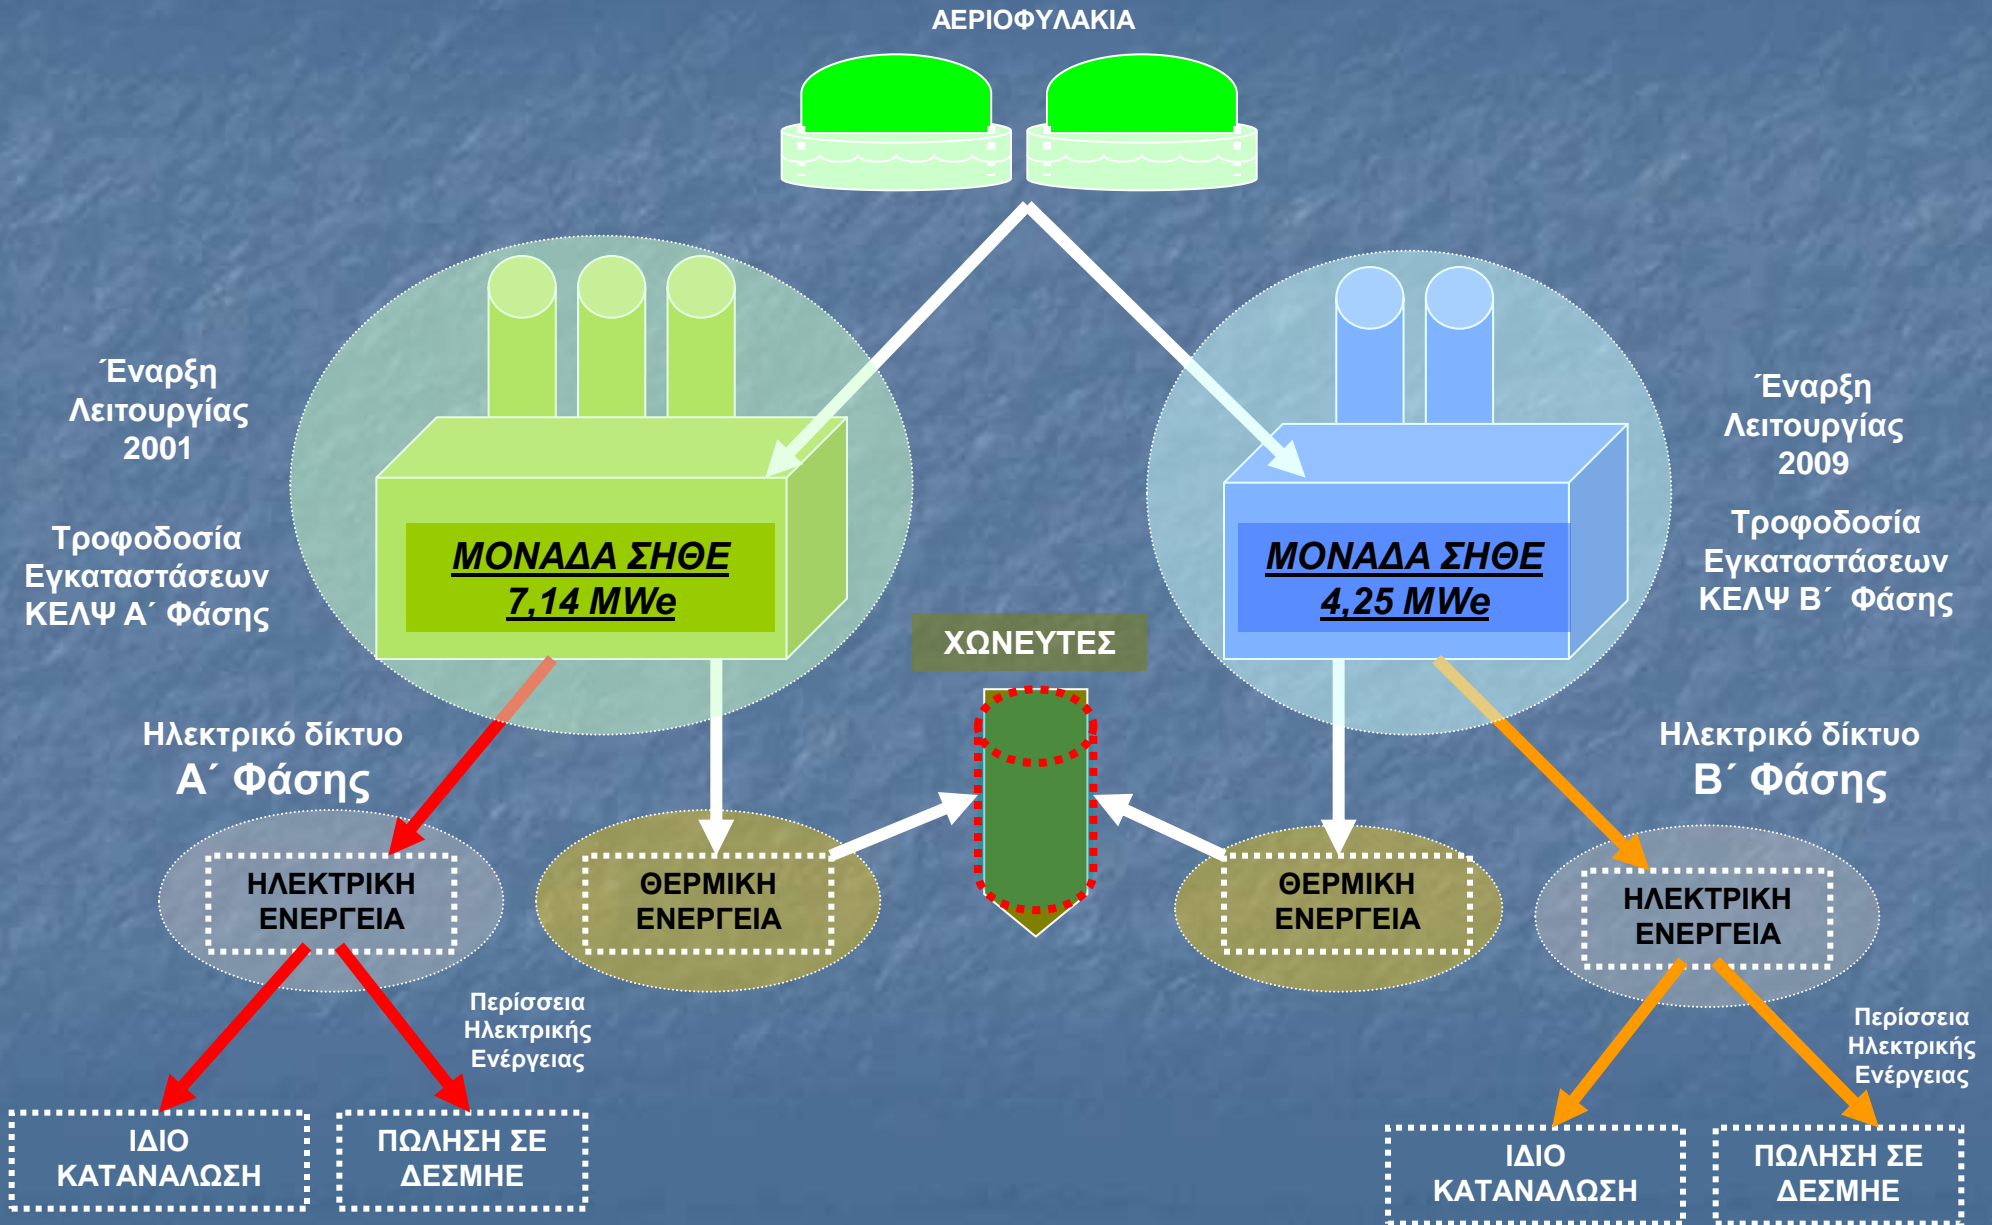 ΑΕΡΙΟΦΥΛΑΚΙΑ
Έναρξη
Λειτουργίας
2001
Τροφοδοσία
Εγκαταστάσεων
ΚΕΛΨ Α΄ Φάσης
ΜΟΝΑΔΑ ΣΗΘΕ
7,14 MWe
ΜΟΝΑΔΑ ΣΗΘΕ
4,25 MWe
Έναρξη
Λειτουργίας
2009
Τροφοδοσία
Εγκαταστάσεων
ΚΕΛΨ Β΄ Φάσης
ΧΩΝΕΥΤΕΣ
Ηλεκτρικό δίκτυο
Α΄ Φάσης
Ηλεκτρικό δίκτυο
Β΄ Φάσης
ΗΛΕΚΤΡΙΚΗ
ΕΝΕΡΓΕΙΑ
ΘΕΡΜΙΚΗ
ΕΝΕΡΓΕΙΑ
ΘΕΡΜΙΚΗ
ΕΝΕΡΓΕΙΑ
ΗΛΕΚΤΡΙΚΗ
ΕΝΕΡΓΕΙΑ
Περίσσεια
Ηλεκτρικής
Ενέργειας
Περίσσεια
Ηλεκτρικής
Ενέργειας
ΙΔΙΟ
ΚΑΤΑΝΑΛΩΣΗ
ΠΩΛΗΣΗ ΣΕ
ΔΕΣΜΗΕ
ΙΔΙΟ
ΚΑΤΑΝΑΛΩΣΗ
ΠΩΛΗΣΗ ΣΕ
ΔΕΣΜΗΕ